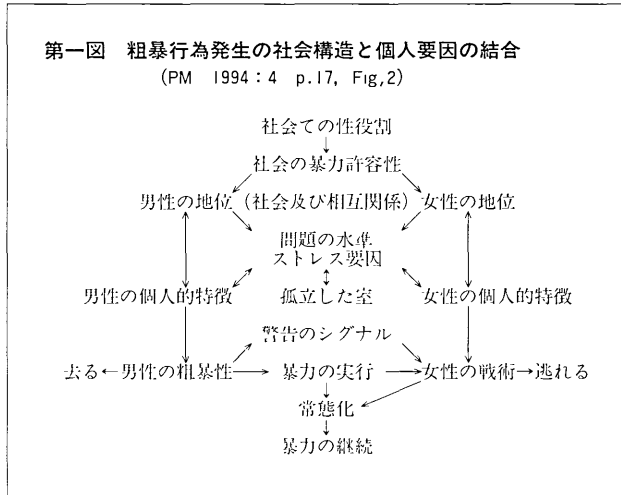 第一図　粗暴行為発生の社会構造と個人要因の結合
(PM 1994：4 p.17, Fig,2)
社会ての性役割
社会の暴力許容性
男性の地位（社会及び相互関係）女性の地位
問題の水準
ストレス要因
男性の個人的特徴　孤立した室　女性の個人的特徴
警告のシグナル
去る←男性の粗暴性→暴力の実行→女性の戦術→逃れる
常態化
暴力の継続